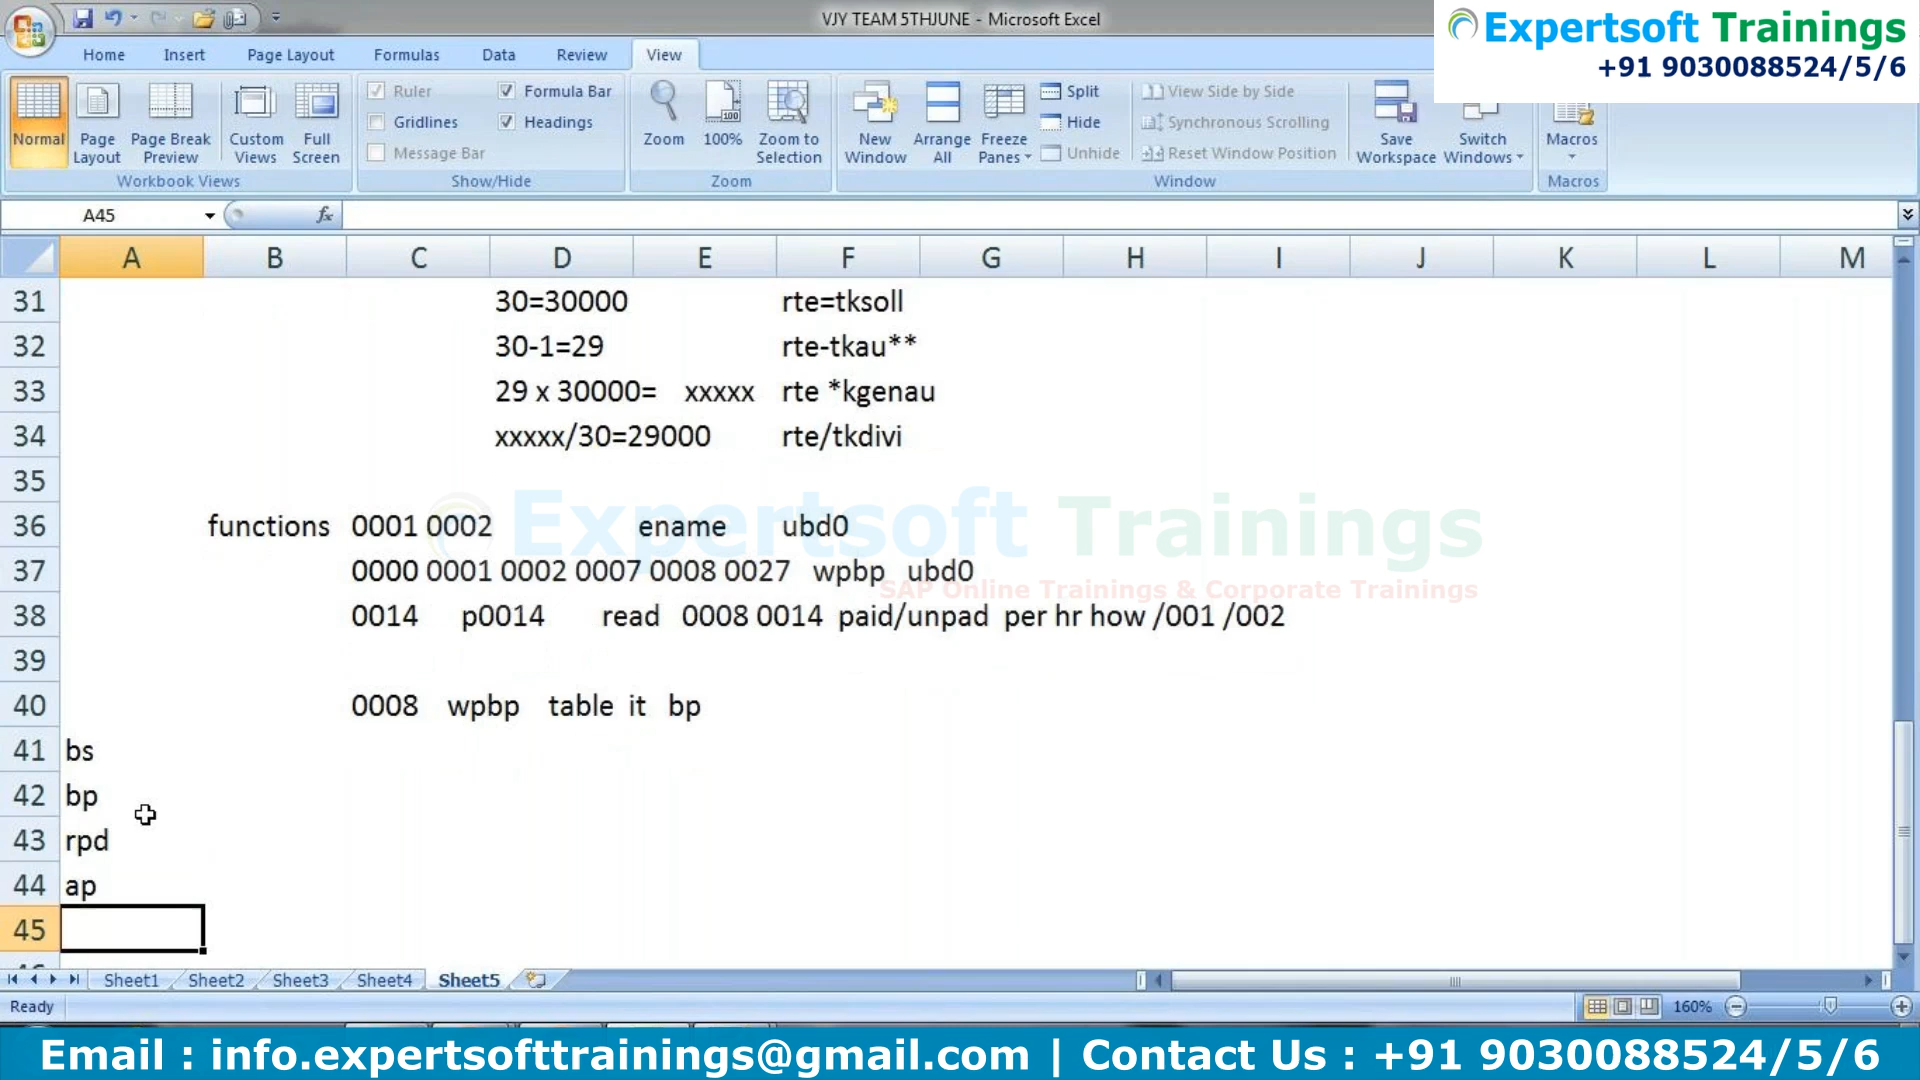 VJY TEAM 5THJUNE - Microsoft Excel
Expertsoft Trainings
+91 9030088524/5/6
Home Insert Page Layout Formulas Data Review View
Ruler Formula Bar
Gridlines Headings
Message Bar
Normal
Page Layout
Page Break Preview
Custom Views
Full Screen
Zoom
100%
Zoom to Selection
New Window
Arrange All
Freeze Panes
Split
Hide
Unhide
View Side by Side
Synchronous Scrolling
Reset Window Position
Save Workspace
Switch Windows
Macros
Workbook Views Show/Hide Zoom Window Macros
A45 fx
A B C D E F G H I J K L M
31 30=30000 rte=tksoll
32 30-1=29 rte-tkau**
33 29 x 30000= xxxxx rte *kgenau
34 xxxxx/30=29000 rte/tkdivi
35
36 functions 0001 0002 ename ubd0
Expertsoft Trainings
37 0000 0001 0002 0007 0008 0027 wpbp ubd0
SAP Online Trainings & Corporate Trainings
38 0014 p0014 read 0008 0014 paid/unpad per hr how /001 /002
39
40 0008 wpbp table it bp
41 bs
42 bp
43 rpd
44 ap
45
Sheet1 Sheet2 Sheet3 Sheet4 Sheet5
Ready 160%
Email : info.expertsofttrainings@gmail.com | Contact Us : +91 9030088524/5/6